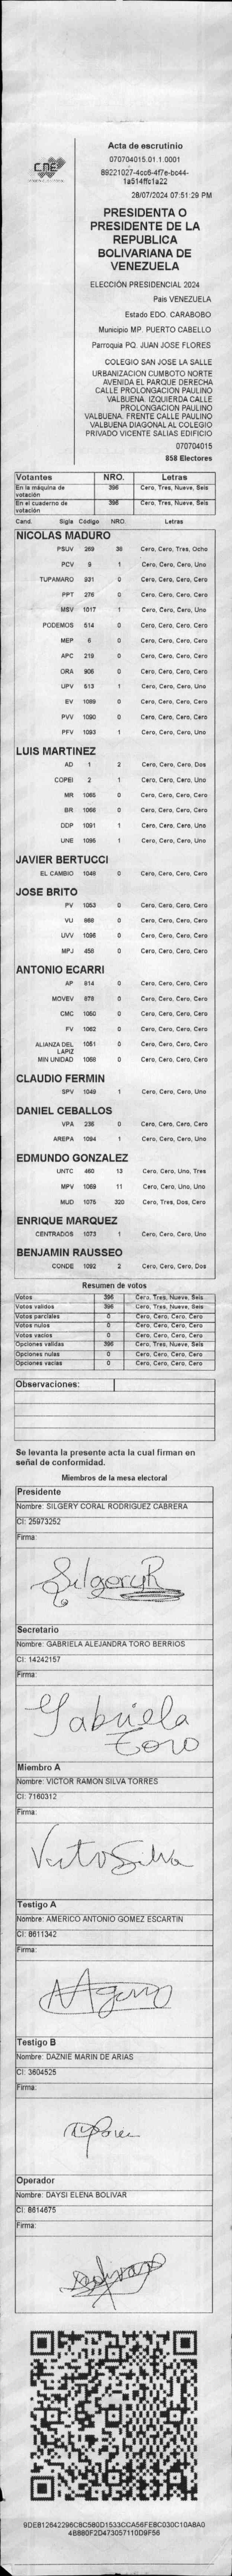 CNE
Acta de escrutinio
070704015.01.1.0001
89221027-4cc6-4f7e-bc44-
1a514ffc1a22
28/07/2024 07:51:29 PM
PRESIDENTA O
PRESIDENTE DE LA
REPUBLICA
BOLIVARIANA DE
VENEZUELA
ELECCIÓN PRESIDENCIAL 2024
País VENEZUELA
Estado EDO. CARABOBO
Municipio MP. PUERTO CABELLO
Parroquia PQ. JUAN JOSE FLORES
COLEGIO SAN JOSE LA SALLE
URBANIZACION CUMBOTO NORTE
AVENIDA EL PARQUE DERECHA
CALLE PROLONGACION PAULINO
VALBUENA. IZQUIERDA CALLE
PROLONGACION PAULINO
VALBUENA. FRENTE CALLE PAULINO
VALBUENA DIAGONAL AL COLEGIO
PRIVADO VICENTE SALIAS EDIFICIO
070704015
858 Electores
Votantes NRO. Letras
En la máquina de votación 396 Cero, Tres, Nueve, Seis
En el cuaderno de votación 396 Cero, Tres, Nueve, Seis
Cand. Sigla Código NRO. Letras
NICOLAS MADURO
PSUV 269 38 Cero, Cero, Tres, Ocho
PCV 9 1 Cero, Cero, Cero, Uno
TUPAMARO 931 0 Cero, Cero, Cero, Cero
PPT 276 0 Cero, Cero, Cero, Cero
MSV 1017 1 Cero, Cero, Cero, Uno
PODEMOS 514 0 Cero, Cero, Cero, Cero
MEP 6 0 Cero, Cero, Cero, Cero
APC 219 0 Cero, Cero, Cero, Cero
ORA 906 0 Cero, Cero, Cero, Cero
UPV 513 1 Cero, Cero, Cero, Uno
EV 1089 0 Cero, Cero, Cero, Cero
PVV 1090 0 Cero, Cero, Cero, Cero
PFV 1093 1 Cero, Cero, Cero, Uno
LUIS MARTINEZ
AD 1 2 Cero, Cero, Cero, Dos
COPEI 2 1 Cero, Cero, Cero, Uno
MR 1065 0 Cero, Cero, Cero, Cero
BR 1066 0 Cero, Cero, Cero, Cero
DDP 1091 1 Cero, Cero, Cero, Uno
UNE 1095 1 Cero, Cero, Cero, Uno
JAVIER BERTUCCI
EL CAMBIO 1048 0 Cero, Cero, Cero, Cero
JOSE BRITO
PV 1053 0 Cero, Cero, Cero, Cero
VU 868 0 Cero, Cero, Cero, Cero
UVV 1096 0 Cero, Cero, Cero, Cero
MPJ 456 0 Cero, Cero, Cero, Cero
ANTONIO ECARRI
AP 814 0 Cero, Cero, Cero, Cero
MOVEV 878 0 Cero, Cero, Cero, Cero
CMC 1050 0 Cero, Cero, Cero, Cero
FV 1062 0 Cero, Cero, Cero, Cero
ALIANZA DEL LAPIZ 1051 0 Cero, Cero, Cero, Cero
MIN UNIDAD 1068 0 Cero, Cero, Cero, Cero
CLAUDIO FERMIN
SPV 1049 1 Cero, Cero, Cero, Uno
DANIEL CEBALLOS
VPA 236 0 Cero, Cero, Cero, Cero
AREPA 1094 1 Cero, Cero, Cero, Uno
EDMUNDO GONZALEZ
UNTC 460 13 Cero, Cero, Uno, Tres
MPV 1069 11 Cero, Cero, Uno, Uno
MUD 1075 320 Cero, Tres, Dos, Cero
ENRIQUE MARQUEZ
CENTRADOS 1073 1 Cero, Cero, Cero, Uno
BENJAMIN RAUSSEO
CONDE 1092 2 Cero, Cero, Cero, Dos
Resumen de votos
Votos 396 Cero, Tres, Nueve, Seis
Votos validos 396 Cero, Tres, Nueve, Seis
Votos parciales 0 Cero, Cero, Cero, Cero
Votos nulos 0 Cero, Cero, Cero, Cero
Votos vacios 0 Cero, Cero, Cero, Cero
Opciones validas 396 Cero, Tres, Nueve, Seis
Opciones nulas 0 Cero, Cero, Cero, Cero
Opciones vacias 0 Cero, Cero, Cero, Cero
Observaciones:
Se levanta la presente acta la cual firman en
señal de conformidad.
Miembros de la mesa electoral
Presidente
Nombre: SILGERY CORAL RODRIGUEZ CABRERA
CI: 25973252
Firma:
SilgeryR
Secretario
Nombre: GABRIELA ALEJANDRA TORO BERRIOS
CI: 14242157
Firma:
Gabriela
Toro
Miembro A
Nombre: VICTOR RAMON SILVA TORRES
CI: 7160312
Firma:
Victor Silva
Testigo A
Nombre: AMERICO ANTONIO GOMEZ ESCARTIN
CI: 8611342
Firma:
Testigo B
Nombre: DAZNIE MARIN DE ARIAS
CI: 3604525
Firma:
Operador
Nombre: DAYSI ELENA BOLIVAR
CI: 8614675
Firma:
9DEB12642296C8C580D1533CCA56FE8C030C10A8A0
4B880F2D473057110D9F56